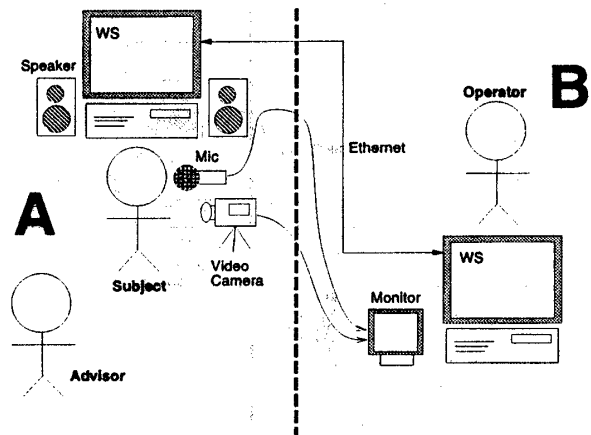 WS
Speaker
Operator
B
Mic
Ethernet
A
WS
Video
Camera
Subject
Monitor
Advisor